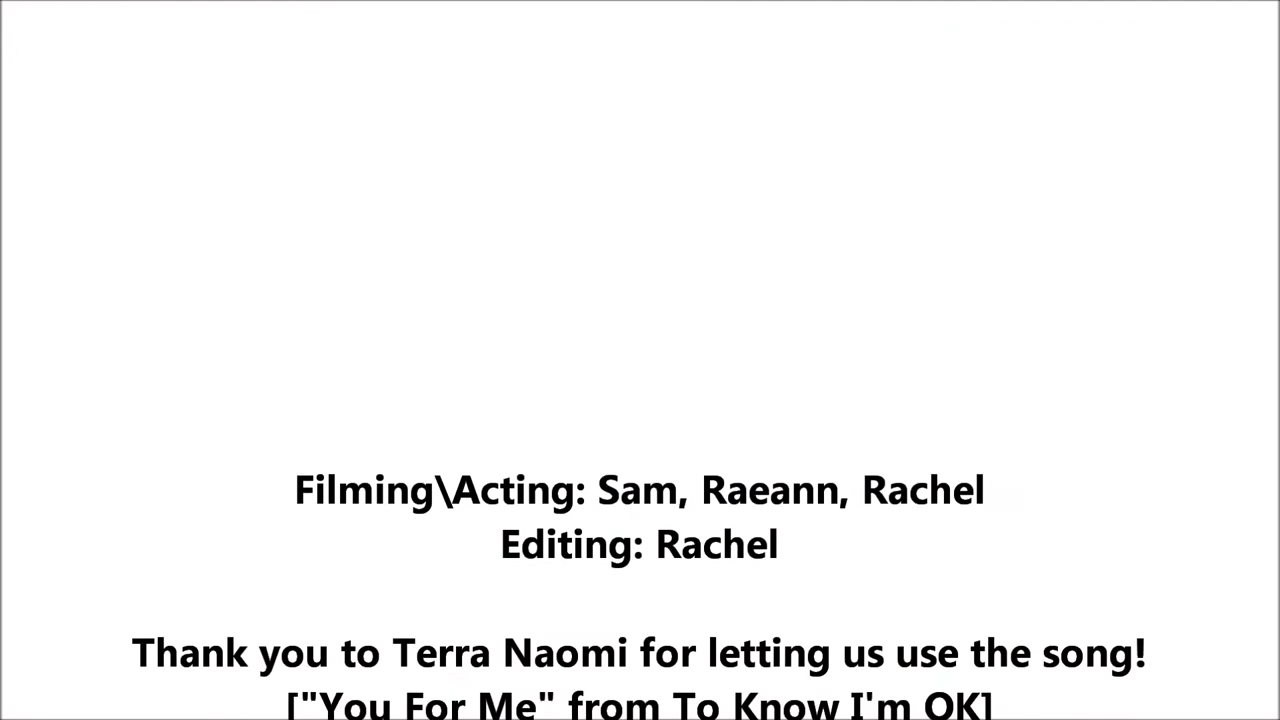 Filming\Acting: Sam, Raeann, Rachel
Editing: Rachel
Thank you to Terra Naomi for letting us use the song!
["You For Me" from To Know I'm OK]